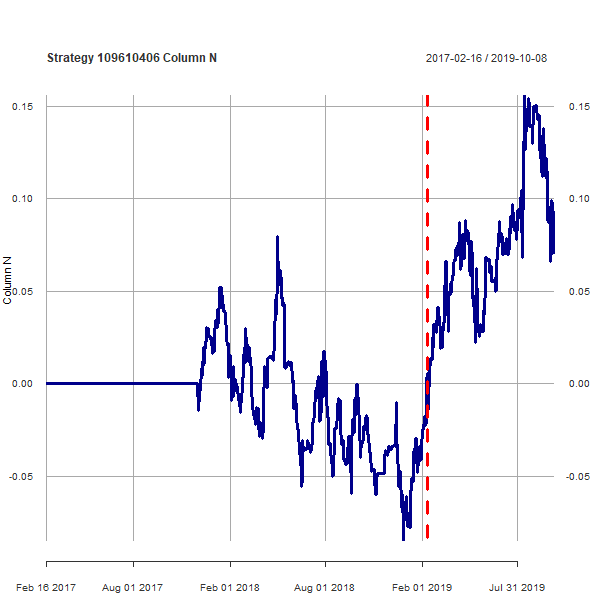 Strategy 109610406 Column N
2017-02-16 / 2019-10-08
0.15
0.15
0.10
0.10
Column N
0.05
0.05
0.00
0.00
-0.05
-0.05
Feb 16 2017
Aug 01 2017
Feb 01 2018
Aug 01 2018
Feb 01 2019
Jul 31 2019